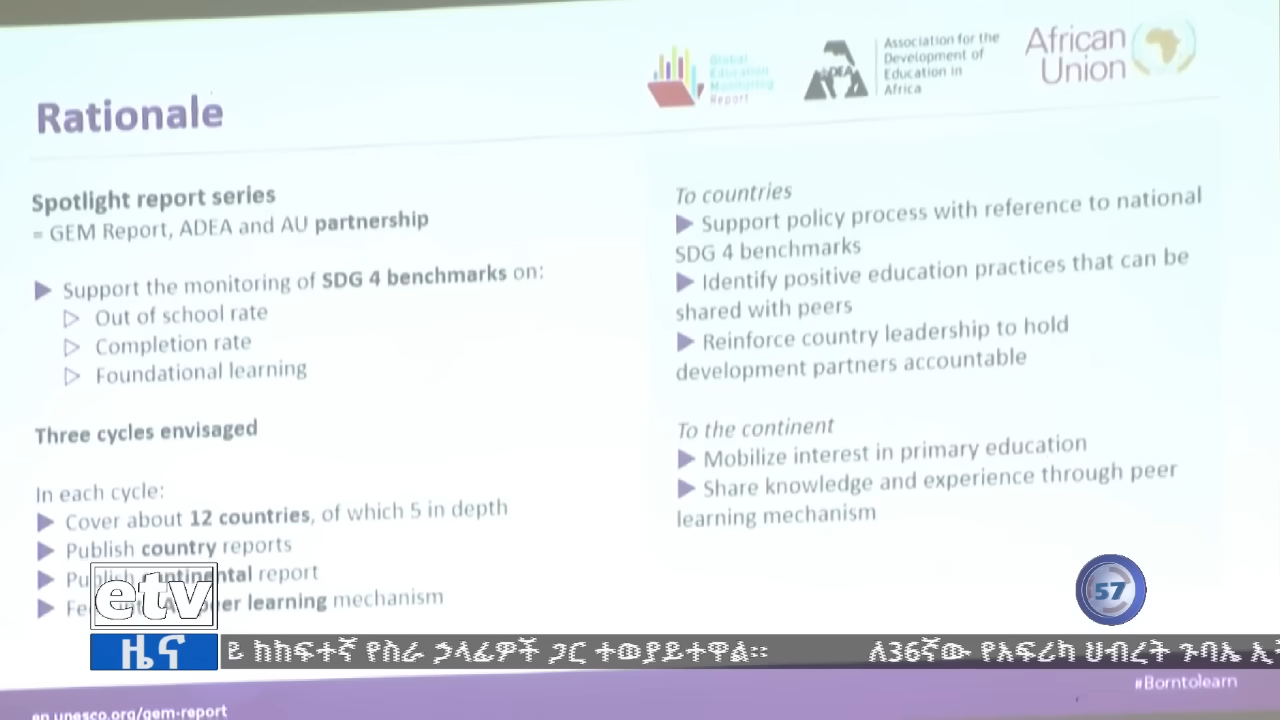 Rationale
Global
Education
Monitoring
Report
ADEA
Association for the
Development of
Education in
Africa
African
Union
Spotlight report series
= GEM Report, ADEA and AU partnership
Support the monitoring of SDG 4 benchmarks on:
Out of school rate
Completion rate
Foundational learning
Three cycles envisaged
In each cycle:
Cover about 12 countries, of which 5 in depth
Publish country reports
Publish continental report
peer learning mechanism
To countries
Support policy process with reference to national
SDG 4 benchmarks
Identify positive education practices that can be
shared with peers
Reinforce country leadership to hold
development partners accountable
To the continent
Mobilize interest in primary education
Share knowledge and experience through peer
learning mechanism
etv
57
ዜና
ከከፍተኛ የስራ ኃላፊዎች ጋር ተወያይተዋል። ለ36ኛው የአፍሪካ ህብረት ጉባኤ
#Borntolearn
en.unesco.org/gem-report